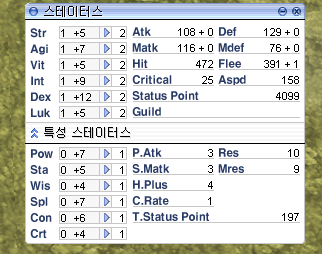 스테이터스
Str 1 +5 2 Atk 108 + 0 Def 129 + 0
Agi 1 +7 2 Matk 116 + 0 Mdef 76 + 0
Vit 1 +5 2 Hit 472 Flee 391 + 1
Int 1 +9 2 Critical 25 Aspd 158
Dex 1 +12 2 Status Point 4099
Luk 1 +5 2 Guild
특성 스테이터스
Pow 0 +7 1 P.Atk 3 Res 10
Sta 0 +5 1 S.Matk 3 Mres 9
Wis 0 +4 1 H.Plus 4
Spl 0 +7 1 C.Rate 1
Con 0 +6 1 T.Status Point 197
Crt 0 +4 1